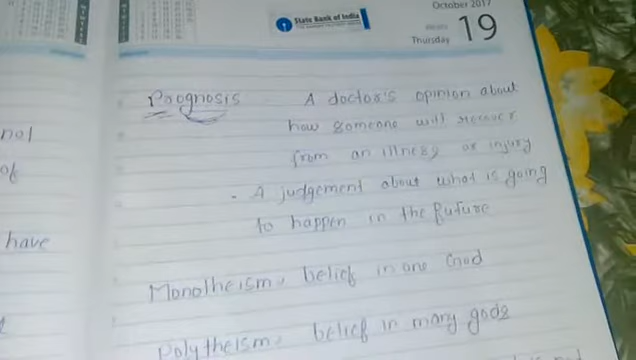 October 2017
State Bank of India
Thursday
19
Prognosis A doctor's opinion about
how someone will recover
from an illness or injury
- A judgement about what is going
to happen in the future
not
of
have
Monotheism, belief in one God
Polytheism, belief in many gods